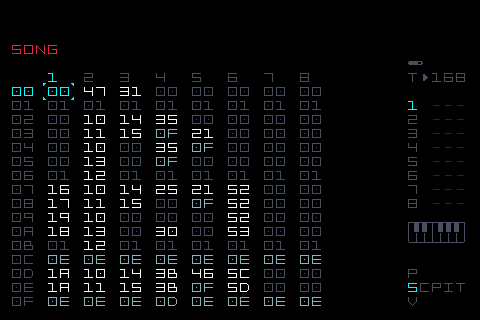 SONG
1 2 3 4 5 6 7 8 T▶168
00 00 47 31 00 00 00 00 00
01 01 01 01 01 01 01 01 01 1 ---
02 00 10 14 35 00 00 00 00 2 ---
03 00 11 15 0F 21 00 00 00 3 ---
04 00 10 00 35 0F 00 00 00 4 ---
05 00 13 00 0F 00 00 00 00 5 ---
06 01 12 01 01 01 01 01 01 6 ---
07 16 10 14 25 21 52 00 00 7 ---
08 17 11 15 00 0F 52 00 00 8 ---
09 19 10 00 00 00 52 00 00
0A 18 13 00 30 00 53 00 00
0B 01 12 01 01 01 01 01 01
0C 0E 0E 0E 0E 0E 0E 0E 0E
0D 1A 10 14 3B 46 5C 00 00 P
0E 1A 11 15 3B 0F 5D 00 00 SCPIT
0F 0E 0E 0E 0D 0E 0E 0E 0E V